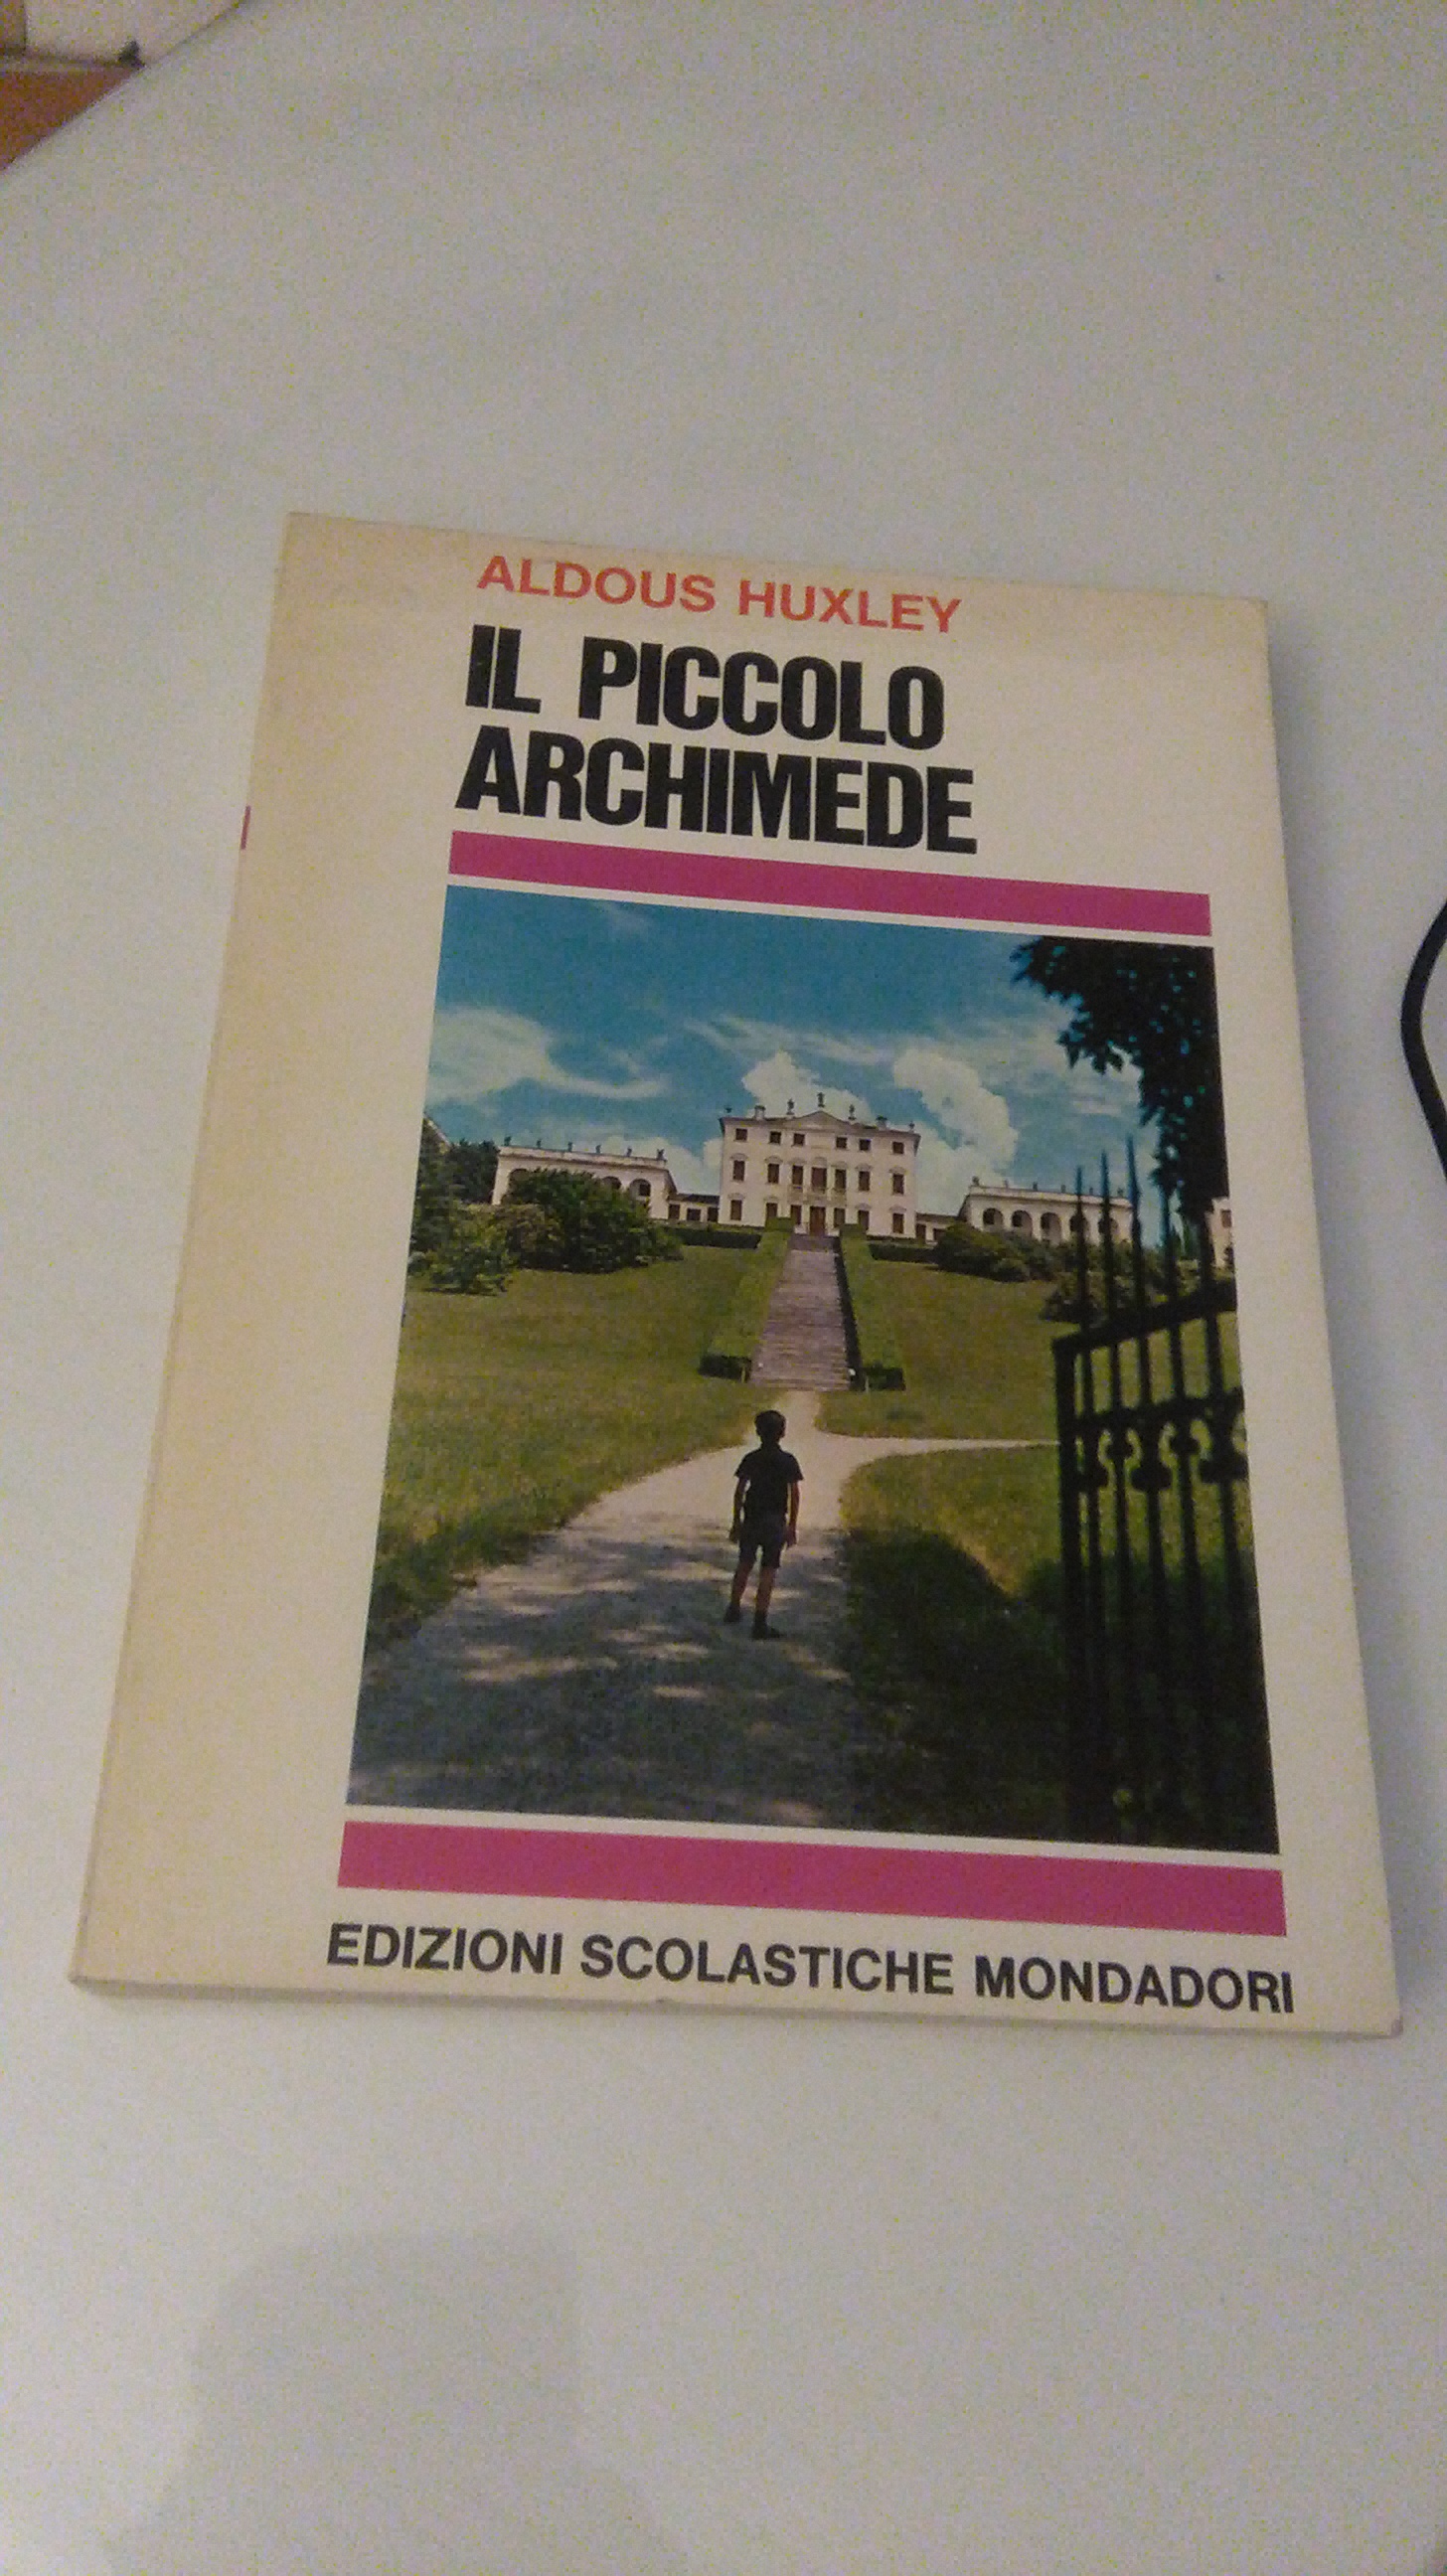 ALDOUS HUXLEY
IL PICCOLO
ARCHIMEDE
EDIZIONI SCOLASTICHE MONDADORI